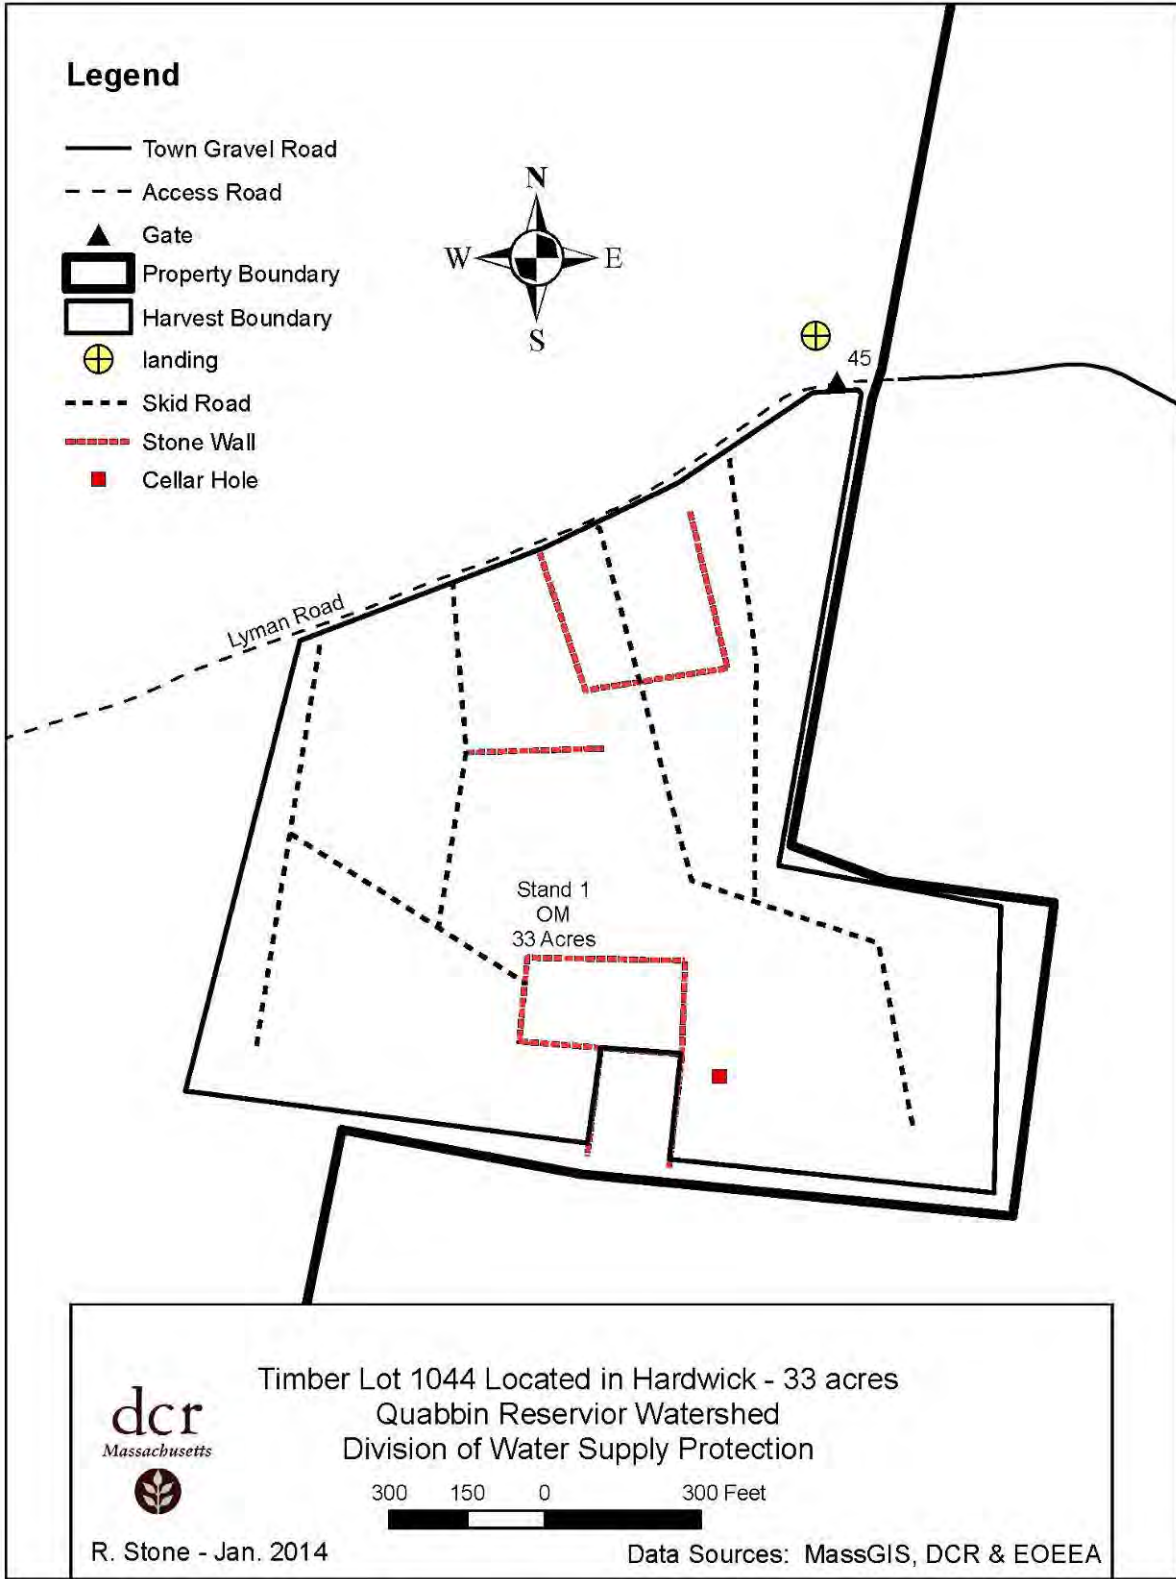 Legend
Town Gravel Road
Access Road
Gate
Property Boundary
Harvest Boundary
landing
Skid Road
Stone Wall
Cellar Hole
N
W E
S
45
Lyman Road
Stand 1
OM
33 Acres
Timber Lot 1044 Located in Hardwick - 33 acres
Quabbin Reservior Watershed
Division of Water Supply Protection
dcr
Massachusetts
300 150 0 300 Feet
R. Stone - Jan. 2014
Data Sources: MassGIS, DCR & EOEEA